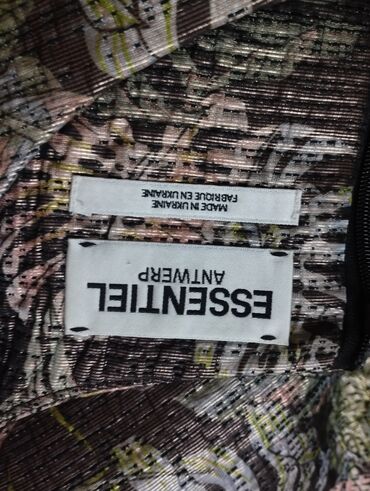 ESSENTIEL
ANTWERP
MADE IN UKRAINE
FABRIQUE EN UKRAINE